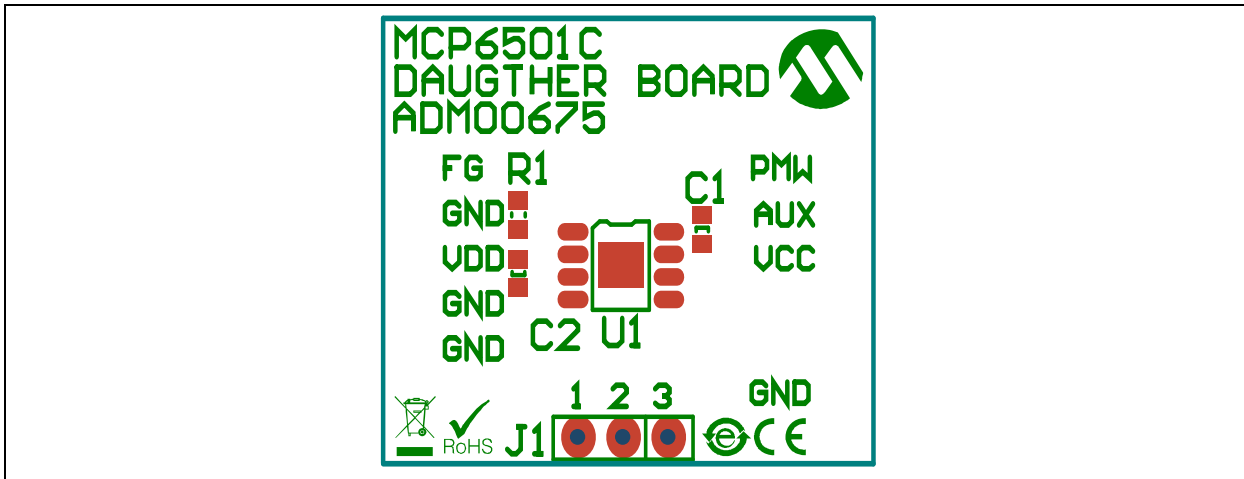 MCP6501C
DAUGTHER BOARD
ADM00675
FG R1 PMW
C1
GND AUX
VDD VCC
GND
C2 U1
GND
1 2 3 GND
RoHS J1 e CE